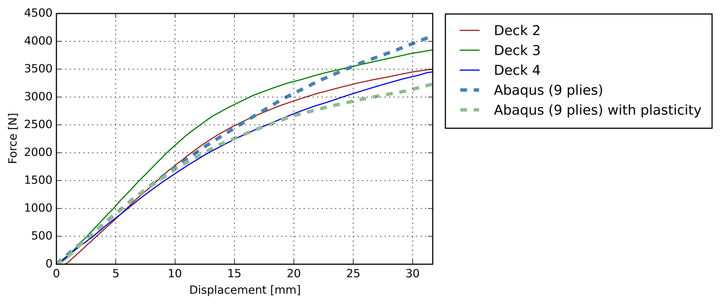 4500
4000
3500
3000
2500
2000
1500
1000
500
0
Force [N]
0 5 10 15 20 25 30
Displacement [mm]
Deck 2
Deck 3
Deck 4
Abaqus (9 plies)
Abaqus (9 plies) with plasticity